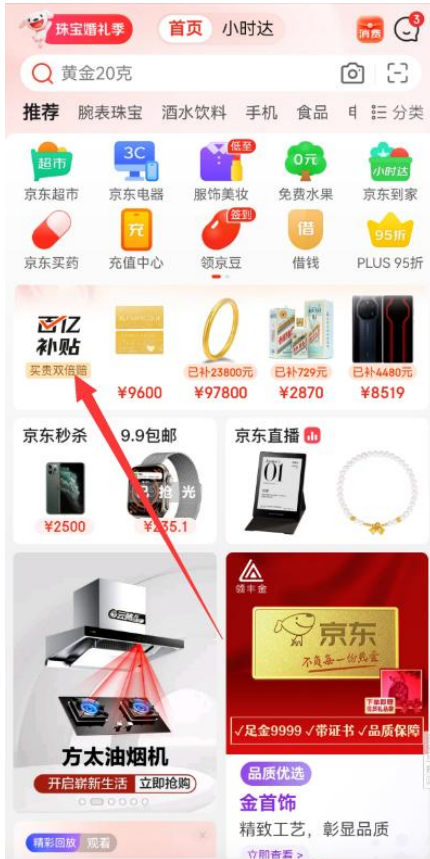 珠宝婚礼季
首页
小时达
消费
3
黄金20克
推荐 腕表珠宝 酒水饮料 手机 食品
分类
超市
3C
低至
0元
小时达
京东超市
京东电器
服饰美妆
免费水果
京东到家
充
签到
借
95折
京东买药
充值中心
领京豆
借钱
PLUS 95折
百亿
补贴
买贵双倍赔
已补23800元
已补729元
已补4480元
¥9600
¥97800
¥2870
¥8519
京东秒杀
9.9包邮
京东直播
01
已抢光
¥2500
¥235.1
领丰金
京东
不负每一份热爱
√足金9999 √带证书 √品质保障
方太油烟机
开启崭新生活
立即抢购
品质优选
金首饰
精致工艺，彰显品质
立即查看 >
精彩回放
观看